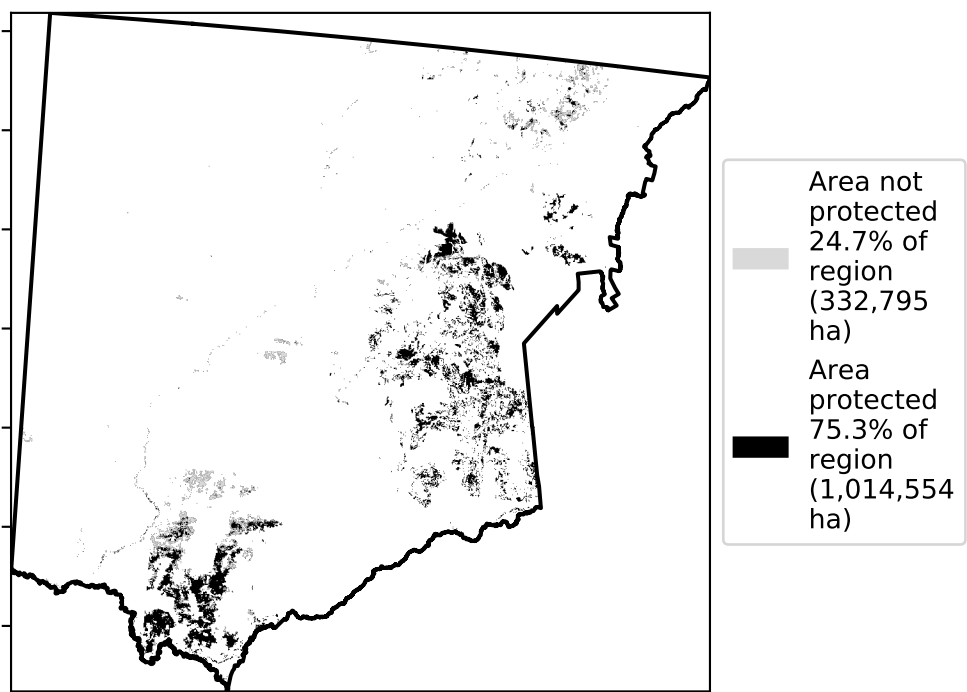 Area not
protected
24.7% of
region
(332,795
ha)
Area
protected
75.3% of
region
(1,014,554
ha)